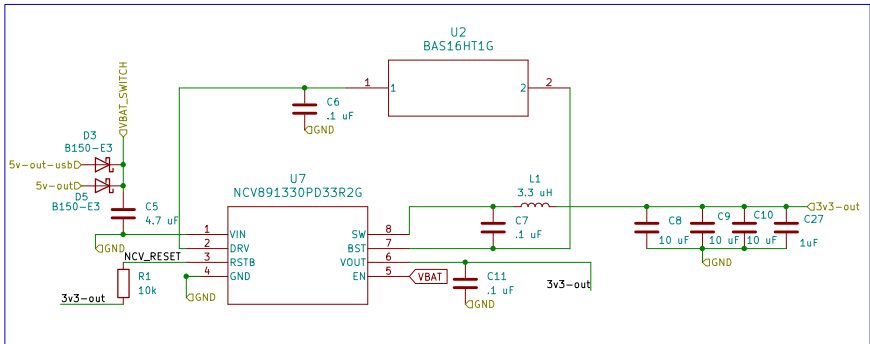 U2
BAS16HT1G
1
1
2
2
VBAT_SWITCH
C6
.1 uF
GND
D3
B150-E3
5v-out-usb
5v-out
D5
B150-E3
C5
4.7 uF
GND
U7
NCV891330PD33R2G
1
VIN
2
DRV
NCV_RESET
3
RSTB
4
GND
SW
8
BST
7
VOUT
6
EN
5
VBAT
R1
10k
3v3-out
GND
L1
3.3 uH
C7
.1 uF
C11
.1 uF
GND
3v3-out
C8
10 uF
C9
10 uF
C10
10 uF
C27
1uF
3v3-out
GND